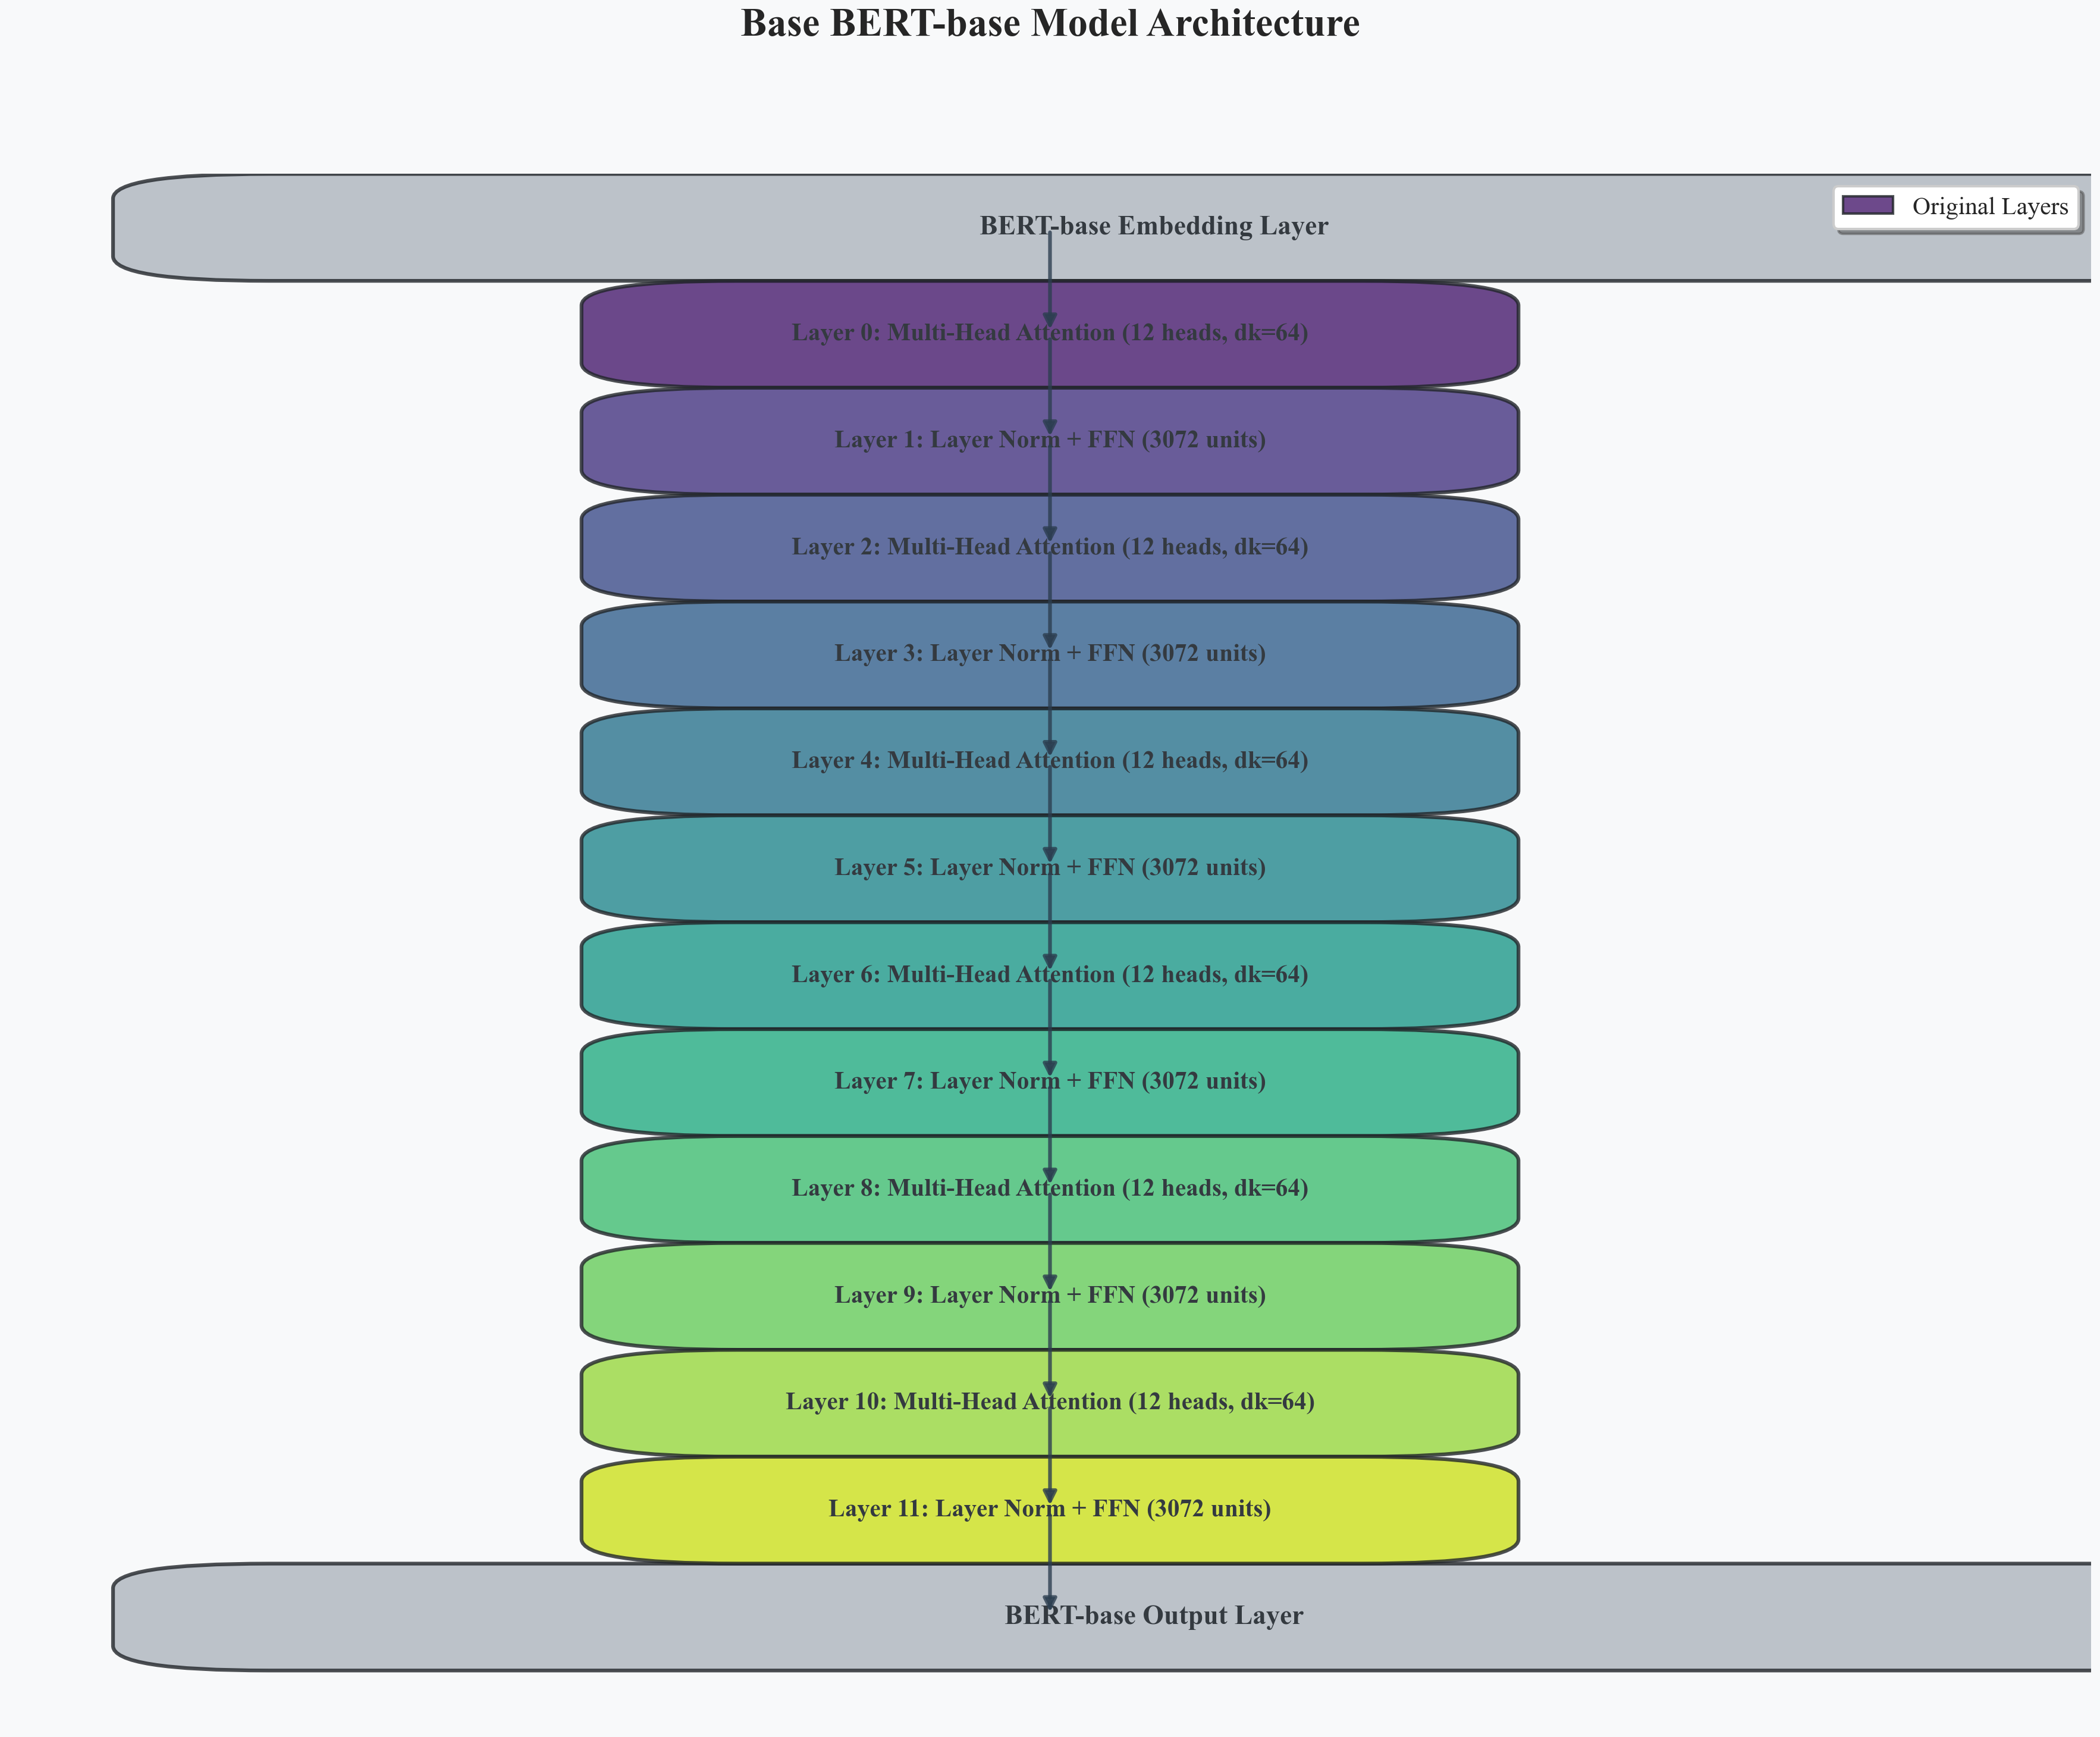 Base BERT-base Model Architecture
BERT-base Embedding Layer
Original Layers
Layer 0: Multi-Head Attention (12 heads, dk=64)
Layer 1: Layer Norm + FFN (3072 units)
Layer 2: Multi-Head Attention (12 heads, dk=64)
Layer 3: Layer Norm + FFN (3072 units)
Layer 4: Multi-Head Attention (12 heads, dk=64)
Layer 5: Layer Norm + FFN (3072 units)
Layer 6: Multi-Head Attention (12 heads, dk=64)
Layer 7: Layer Norm + FFN (3072 units)
Layer 8: Multi-Head Attention (12 heads, dk=64)
Layer 9: Layer Norm + FFN (3072 units)
Layer 10: Multi-Head Attention (12 heads, dk=64)
Layer 11: Layer Norm + FFN (3072 units)
BERT-base Output Layer